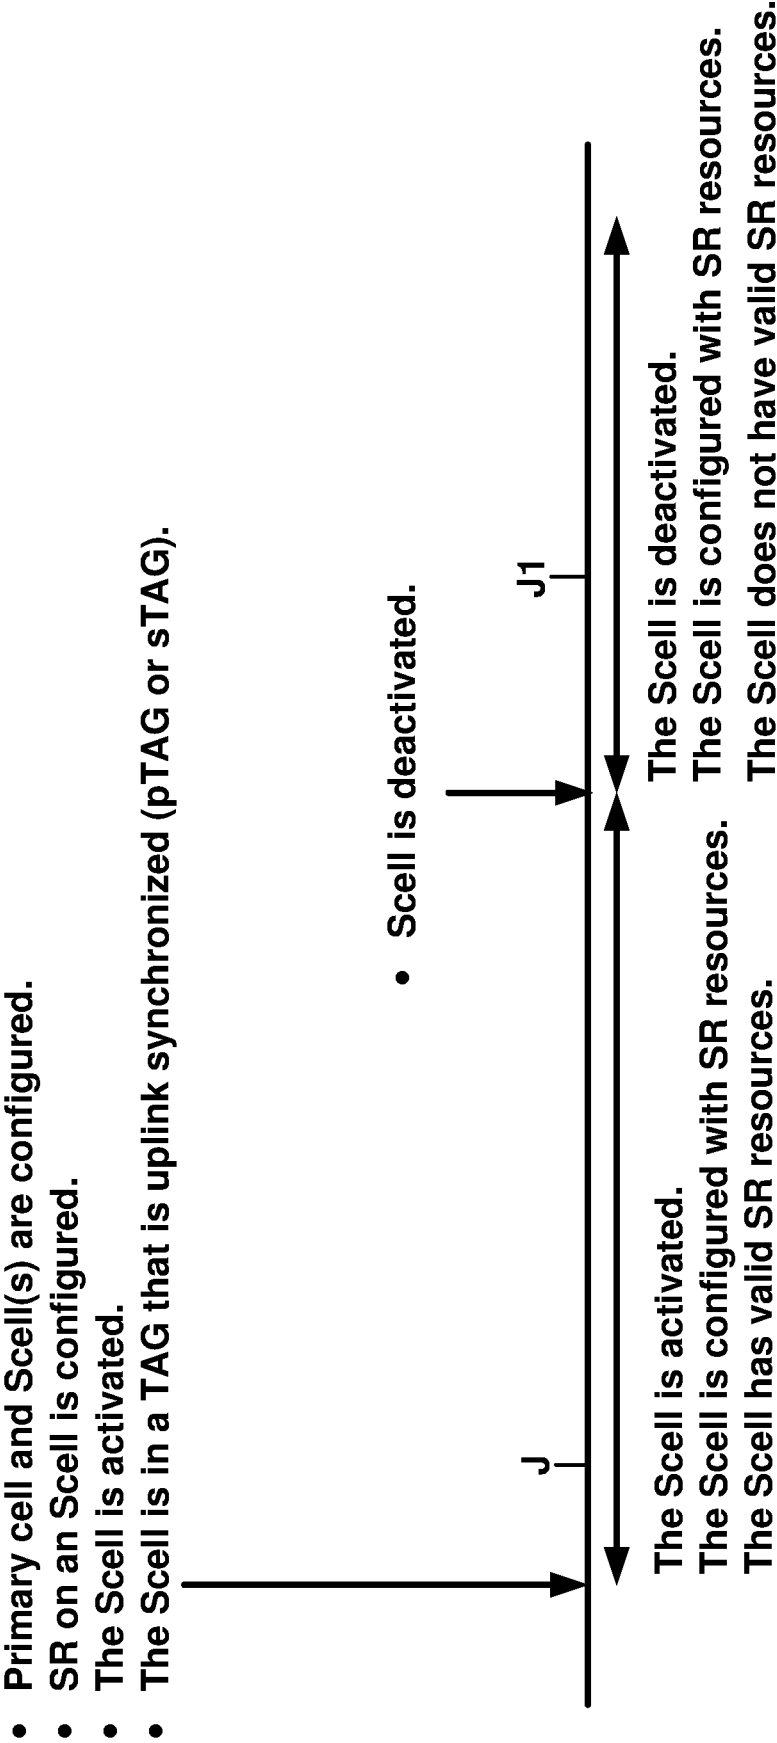 • Primary cell and Scell(s) are configured.
• SR on an Scell is configured.
• The Scell is activated.
• The Scell is in a TAG that is uplink synchronized (pTAG or sTAG).
• Scell is deactivated.
J
J1
The Scell is activated.
The Scell is configured with SR resources.
The Scell has valid SR resources.
The Scell is deactivated.
The Scell is configured with SR resources.
The Scell does not have valid SR resources.